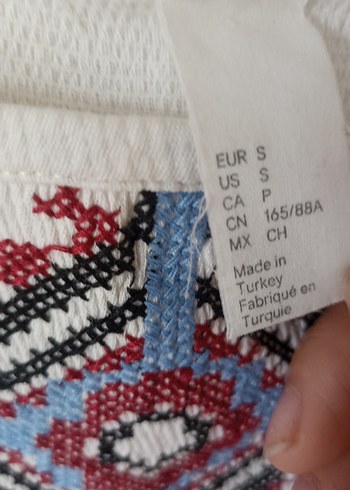 EUR S
US S
CA P
CN 165/88A
MX CH
Made in
Turkey
Fabriqué en
Turquie